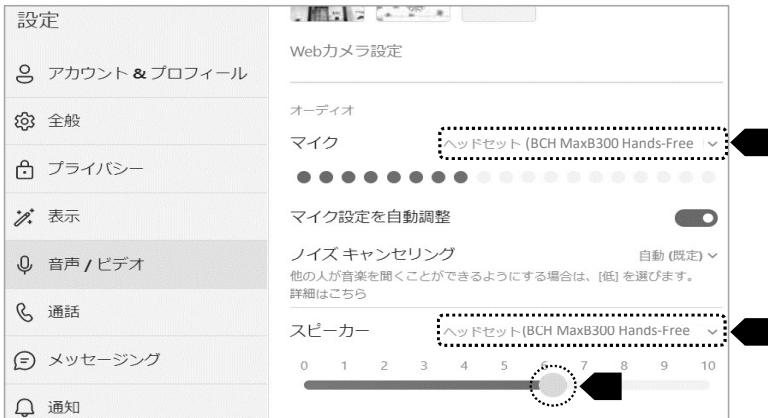 設定
アカウント & プロフィール
全般
プライバシー
表示
音声 / ビデオ
通話
メッセージング
通知
Webカメラ設定
オーディオ
マイク
ヘッドセット (BCH MaxB300 Hands-Free
マイク設定を自動調整
ノイズ キャンセリング
自動 (既定)
他の人が音楽を聞くことができるようにする場合は、[低] を選びます。
詳細はこちら
スピーカー
ヘッドセット(BCH MaxB300 Hands-Free
0 1 2 3 4 5 6 7 8 9 10